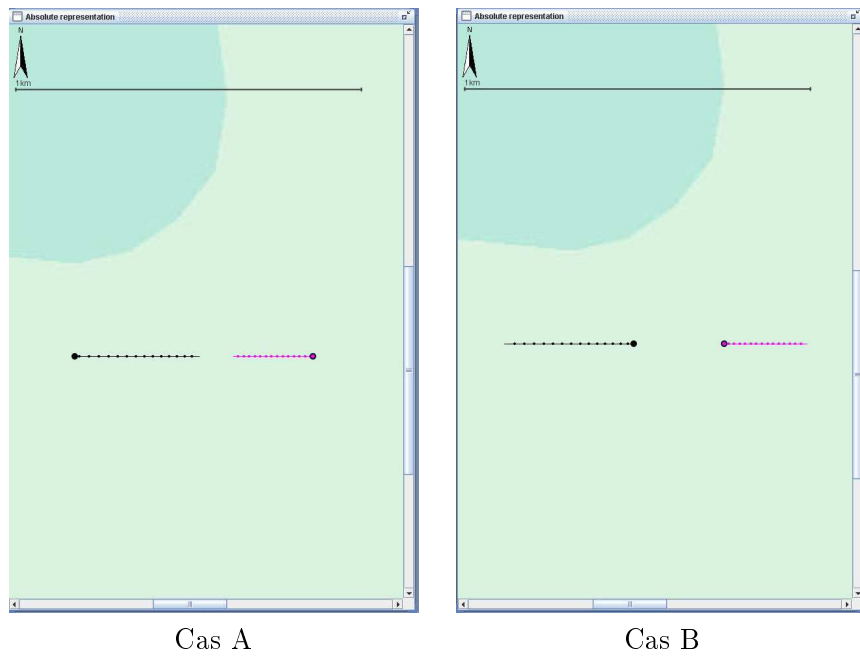 Absolute representation
N
1km
Absolute representation
N
1km
Cas A
Cas B